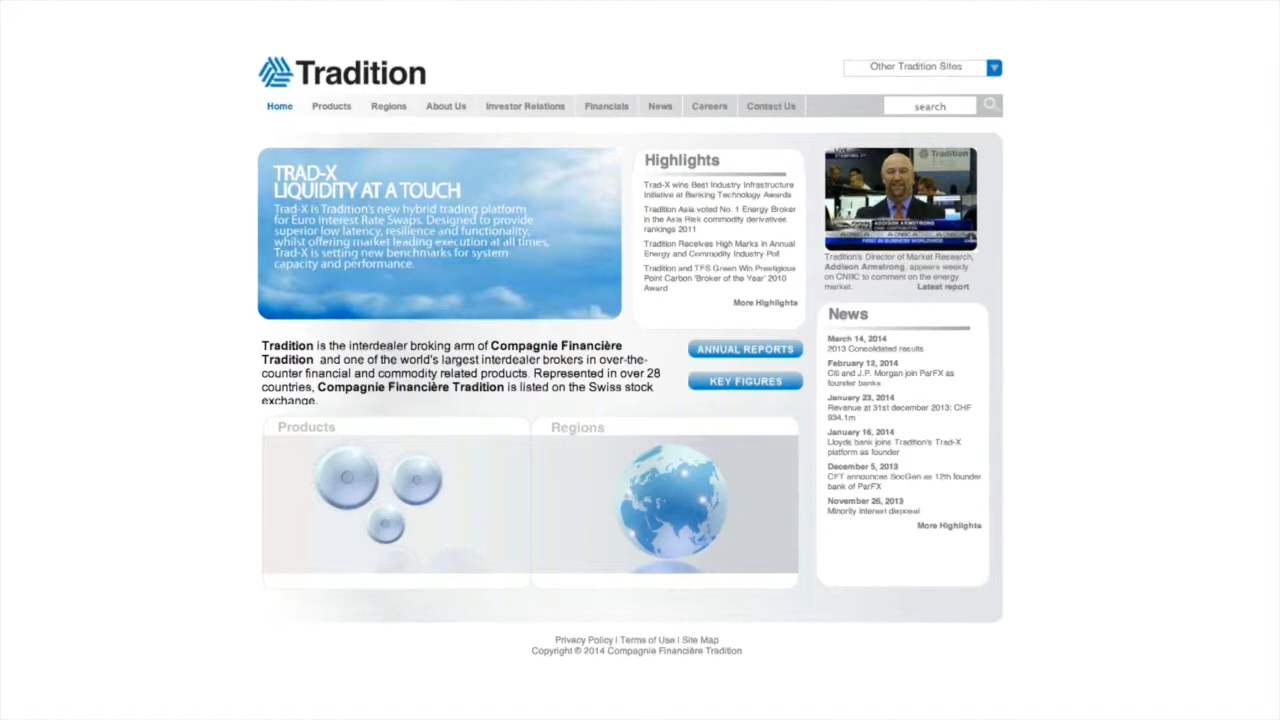 Tradition
Other Tradition Sites
Home Products Regions About Us Investor Relations Financials News Careers Contact Us search
TRAD-X
LIQUIDITY AT A TOUCH
Trad-X is Tradition's new hybrid trading platform
for Euro Interest Rate Swaps. Designed to provide
superior low latency, resilience and functionality,
whilst offering market leading execution at all times,
Trad-X is setting new benchmarks for system
capacity and performance.
Highlights
Trad-X wins Best Industry Infrastructure
Initiative at Banking Technology Awards
Tradition Asia voted No. 1 Energy Broker
in the Asia Risk commodity derivatives
rankings 2011
Tradition Receives High Marks in Annual
Energy and Commodity Industry Poll
Tradition and TFS Green Win Prestigious
Point Carbon 'Broker of the Year' 2010
Award
More Highlights
LIVE
Tradition
ADDISON ARMSTRONG
CNBC
FIRST IN BUSINESS WORLDWIDE
Tradition's Director of Market Research,
Addison Armstrong, appears weekly
on CNBC to comment on the energy
market. Latest report
Tradition is the interdealer broking arm of Compagnie Financière
Tradition and one of the world's largest interdealer brokers in over-the-
counter financial and commodity related products. Represented in over 28
countries, Compagnie Financière Tradition is listed on the Swiss stock
exchange.
ANNUAL REPORTS
KEY FIGURES
News
March 14, 2014
2013 Consolidated results
February 12, 2014
Citi and J.P. Morgan join ParFX as
founder banks
January 23, 2014
Revenue at 31st december 2013: CHF
934.1m
January 16, 2014
Lloyds bank joins Tradition's Trad-X
platform as founder
December 5, 2013
CFT announces SocGen as 12th founder
bank of ParFX
November 26, 2013
Minority interest disposal
More Highlights
Products
Regions
Privacy Policy | Terms of Use | Site Map
Copyright © 2014 Compagnie Financière Tradition